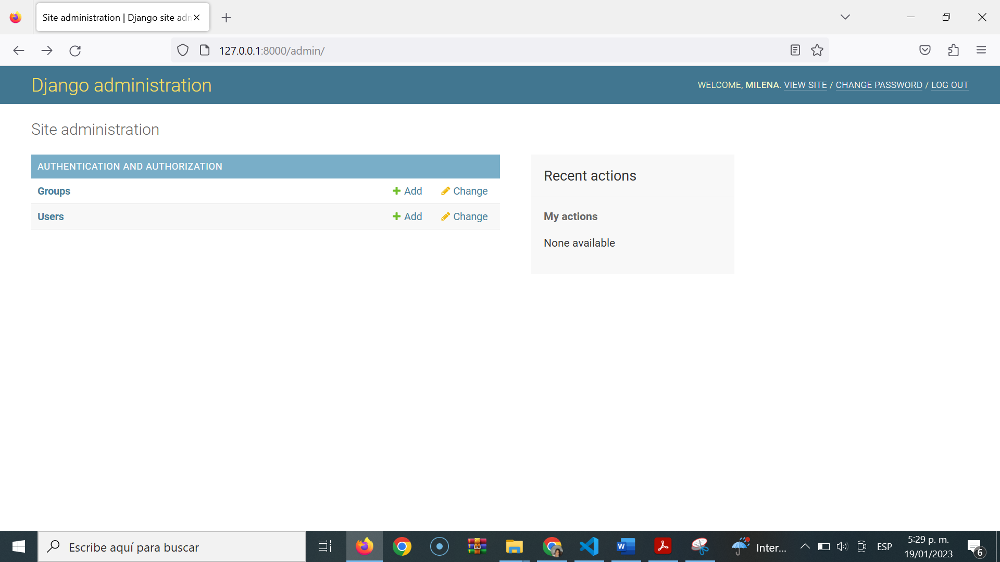 Site administration | Django site adn
127.0.0.1:8000/admin/
Django administration
WELCOME, MILENA. VIEW SITE / CHANGE PASSWORD / LOG OUT
Site administration
AUTHENTICATION AND AUTHORIZATION
Groups Add Change
Users Add Change
Recent actions
My actions
None available
Escribe aquí para buscar
Inter...
ESP
5:29 p. m.
19/01/2023
6